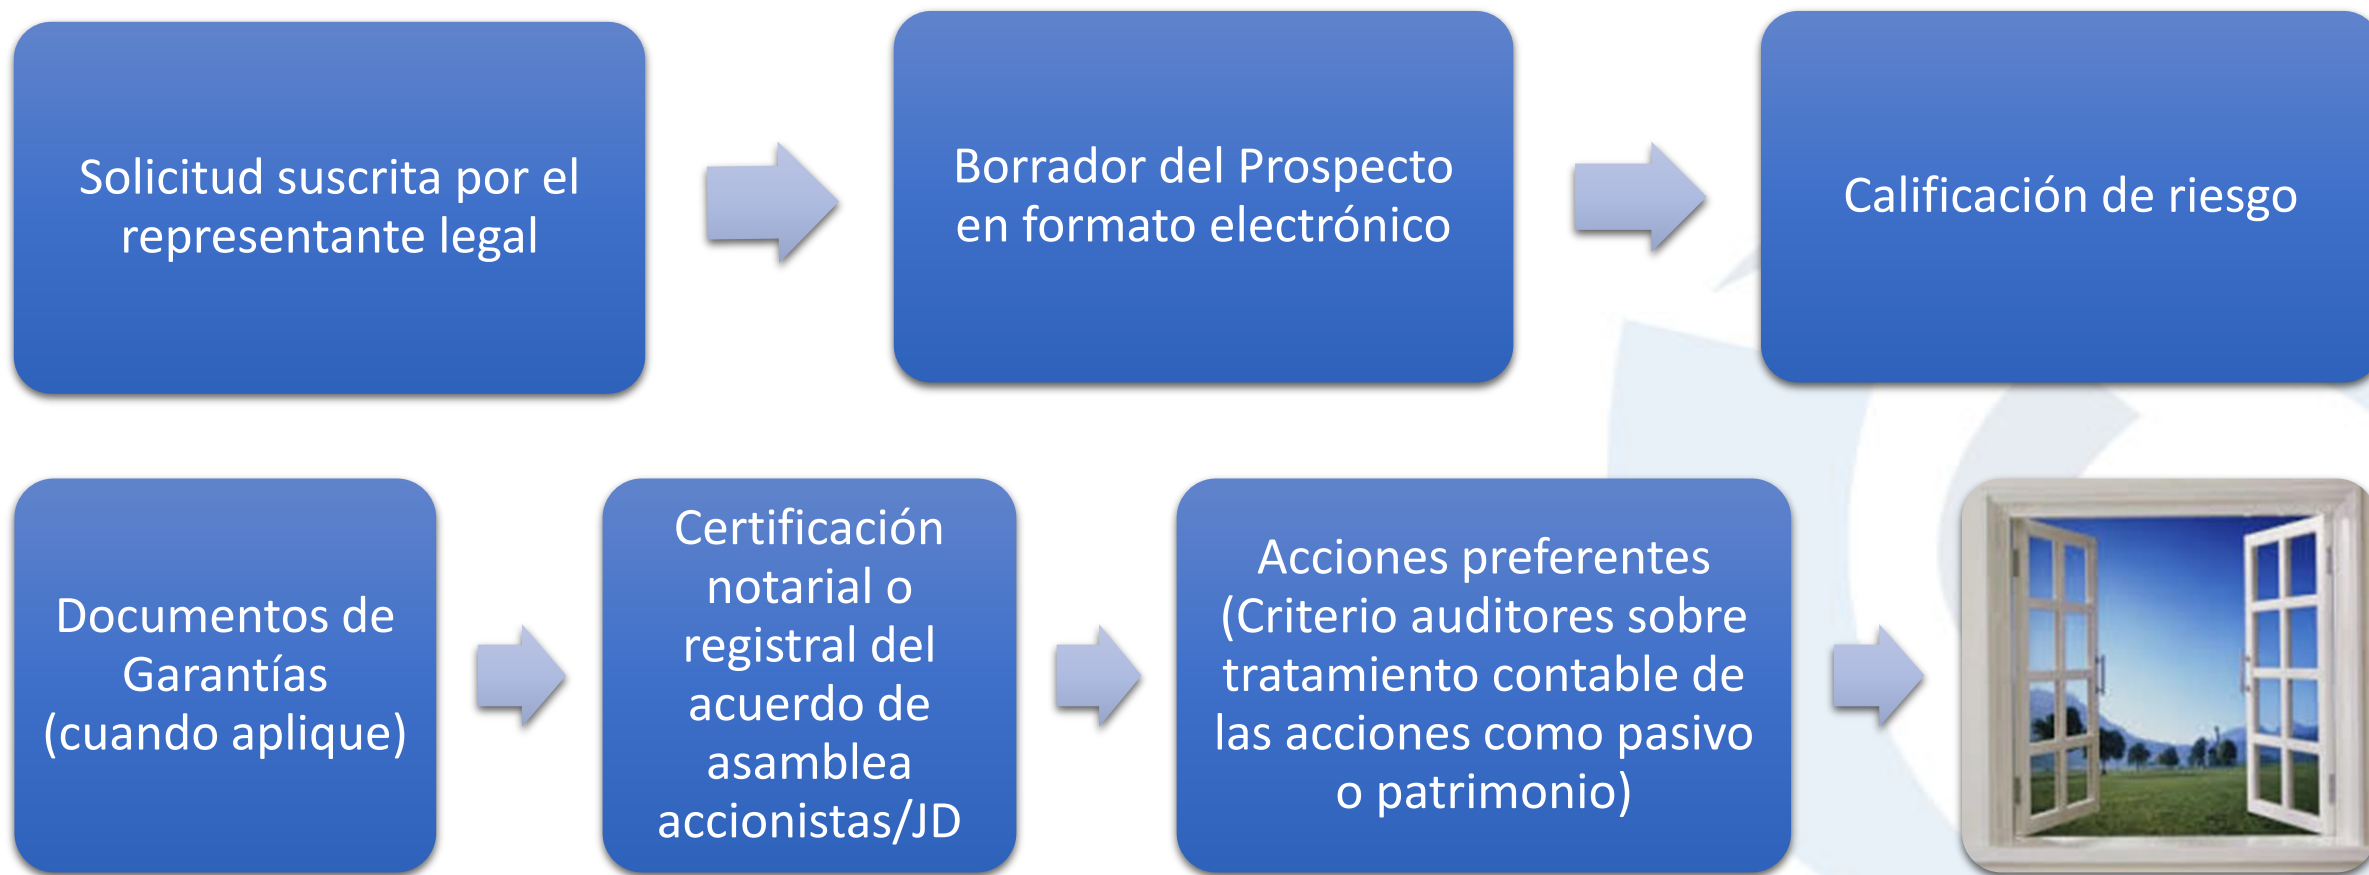 Solicitud suscrita por el
representante legal
Borrador del Prospecto
en formato electrónico
Calificación de riesgo
Documentos de
Garantías
(cuando aplique)
Certificación
notarial o
registral del
acuerdo de
asamblea
accionistas/JD
Acciones preferentes
(Criterio auditores sobre
tratamiento contable de
las acciones como pasivo
o patrimonio)